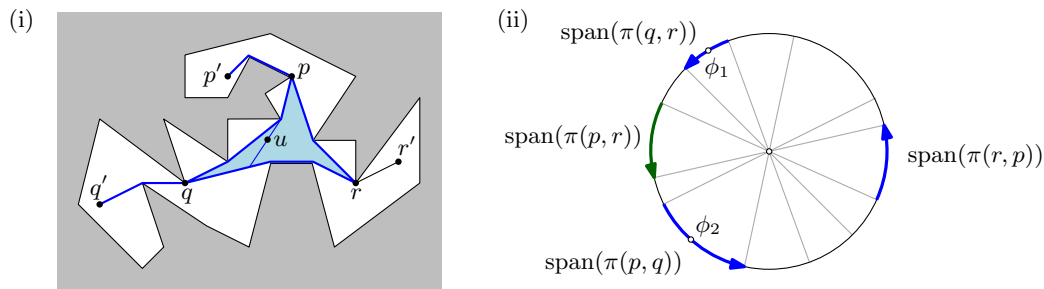 (i)
p′
p
u
q′
q
r
r′
(ii)
span(π(q, r))
ϕ₁
span(π(p, r))
span(π(r, p))
ϕ₂
span(π(p, q))